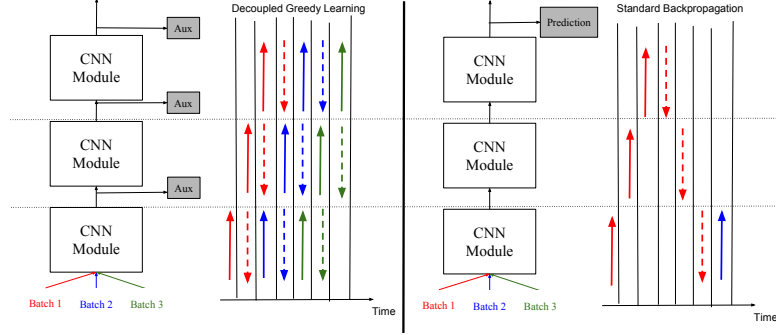 Decoupled Greedy Learning
Aux
CNN
Module
Aux
CNN
Module
Aux
CNN
Module
Batch 1
Batch 2
Batch 3
Time
Standard Backpropagation
Prediction
CNN
Module
CNN
Module
CNN
Module
Batch 1
Batch 2
Batch 3
Time